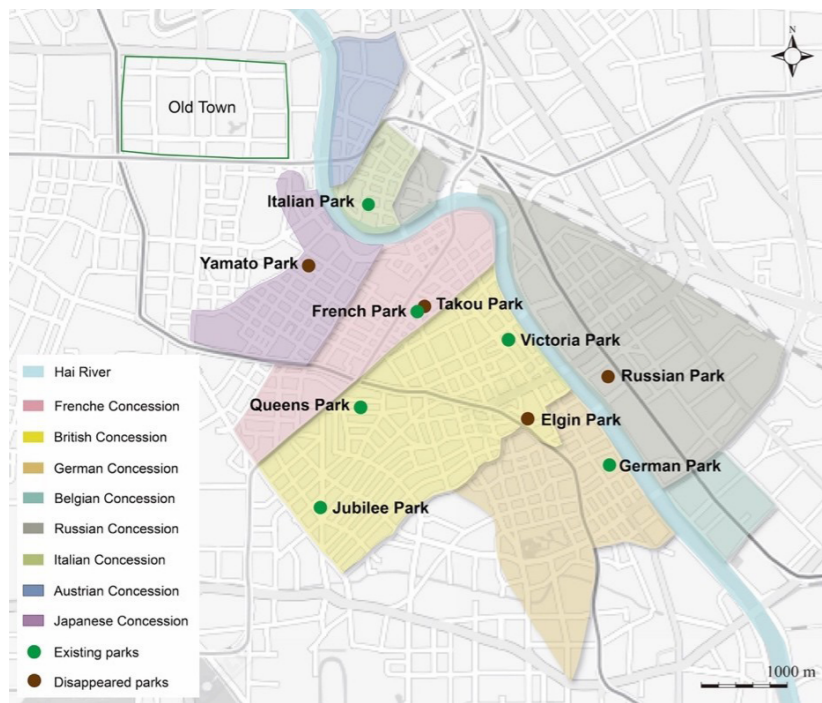 N
Old Town
Italian Park
Yamato Park
French Park
Takou Park
Victoria Park
Russian Park
Queens Park
Elgin Park
German Park
Jubilee Park
Hai River
Frenche Concession
British Concession
German Concession
Belgian Concession
Russian Concession
Italian Concession
Austrian Concession
Japanese Concession
Existing parks
Disappeared parks
1000 m